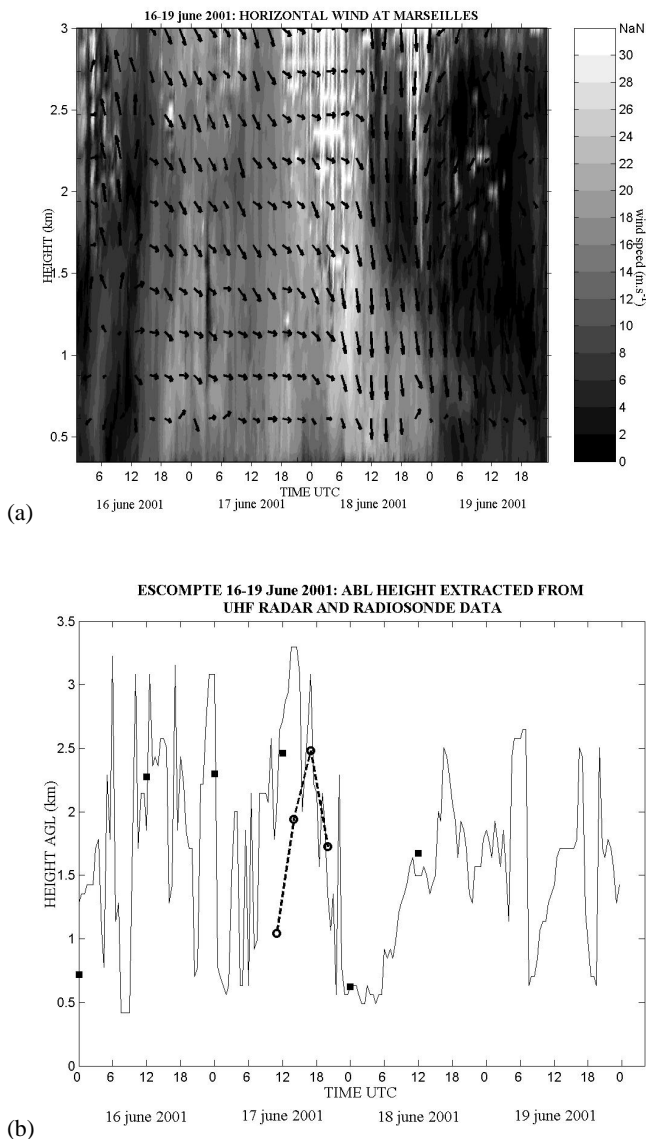 16-19 june 2001: HORIZONTAL WIND AT MARSEILLES
3
2.5
2
1.5
1
0.5
HEIGHT (km)
6 12 18 0 6 12 18 0 6 12 18 0 6 12 18
TIME UTC
16 june 2001 17 june 2001 18 june 2001 19 june 2001
NaN
30
28
26
24
22
20
18
16
14
12
10
8
6
4
2
0
wind speed (m.s-1)
(a)
ESCOMPTE 16-19 June 2001: ABL HEIGHT EXTRACTED FROM
UHF RADAR AND RADIOSONDE DATA
3.5
3
2.5
2
1.5
1
0.5
0
HEIGHT AGL (km)
0 6 12 18 0 6 12 18 0 6 12 18 0 6 12 18 0
TIME UTC
16 june 2001 17 june 2001 18 june 2001 19 june 2001
(b)